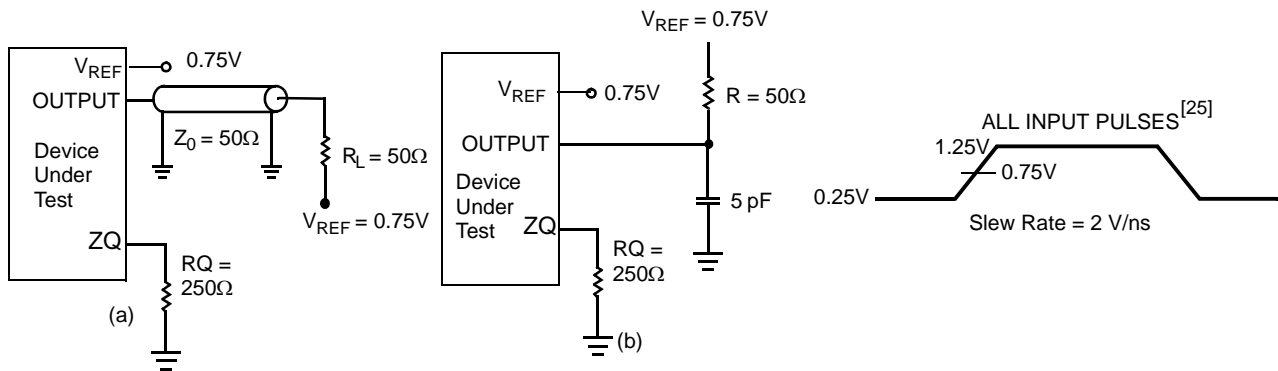 V_REF 0.75V
OUTPUT
Z_0 = 50Ω
Device
Under
Test
R_L = 50Ω
V_REF = 0.75V
ZQ
RQ =
250Ω
(a)
V_REF = 0.75V
R = 50Ω
V_REF 0.75V
OUTPUT
Device
Under
Test
5 pF
ZQ
RQ =
250Ω
(b)
ALL INPUT PULSES[25]
1.25V
0.75V
0.25V
Slew Rate = 2 V/ns